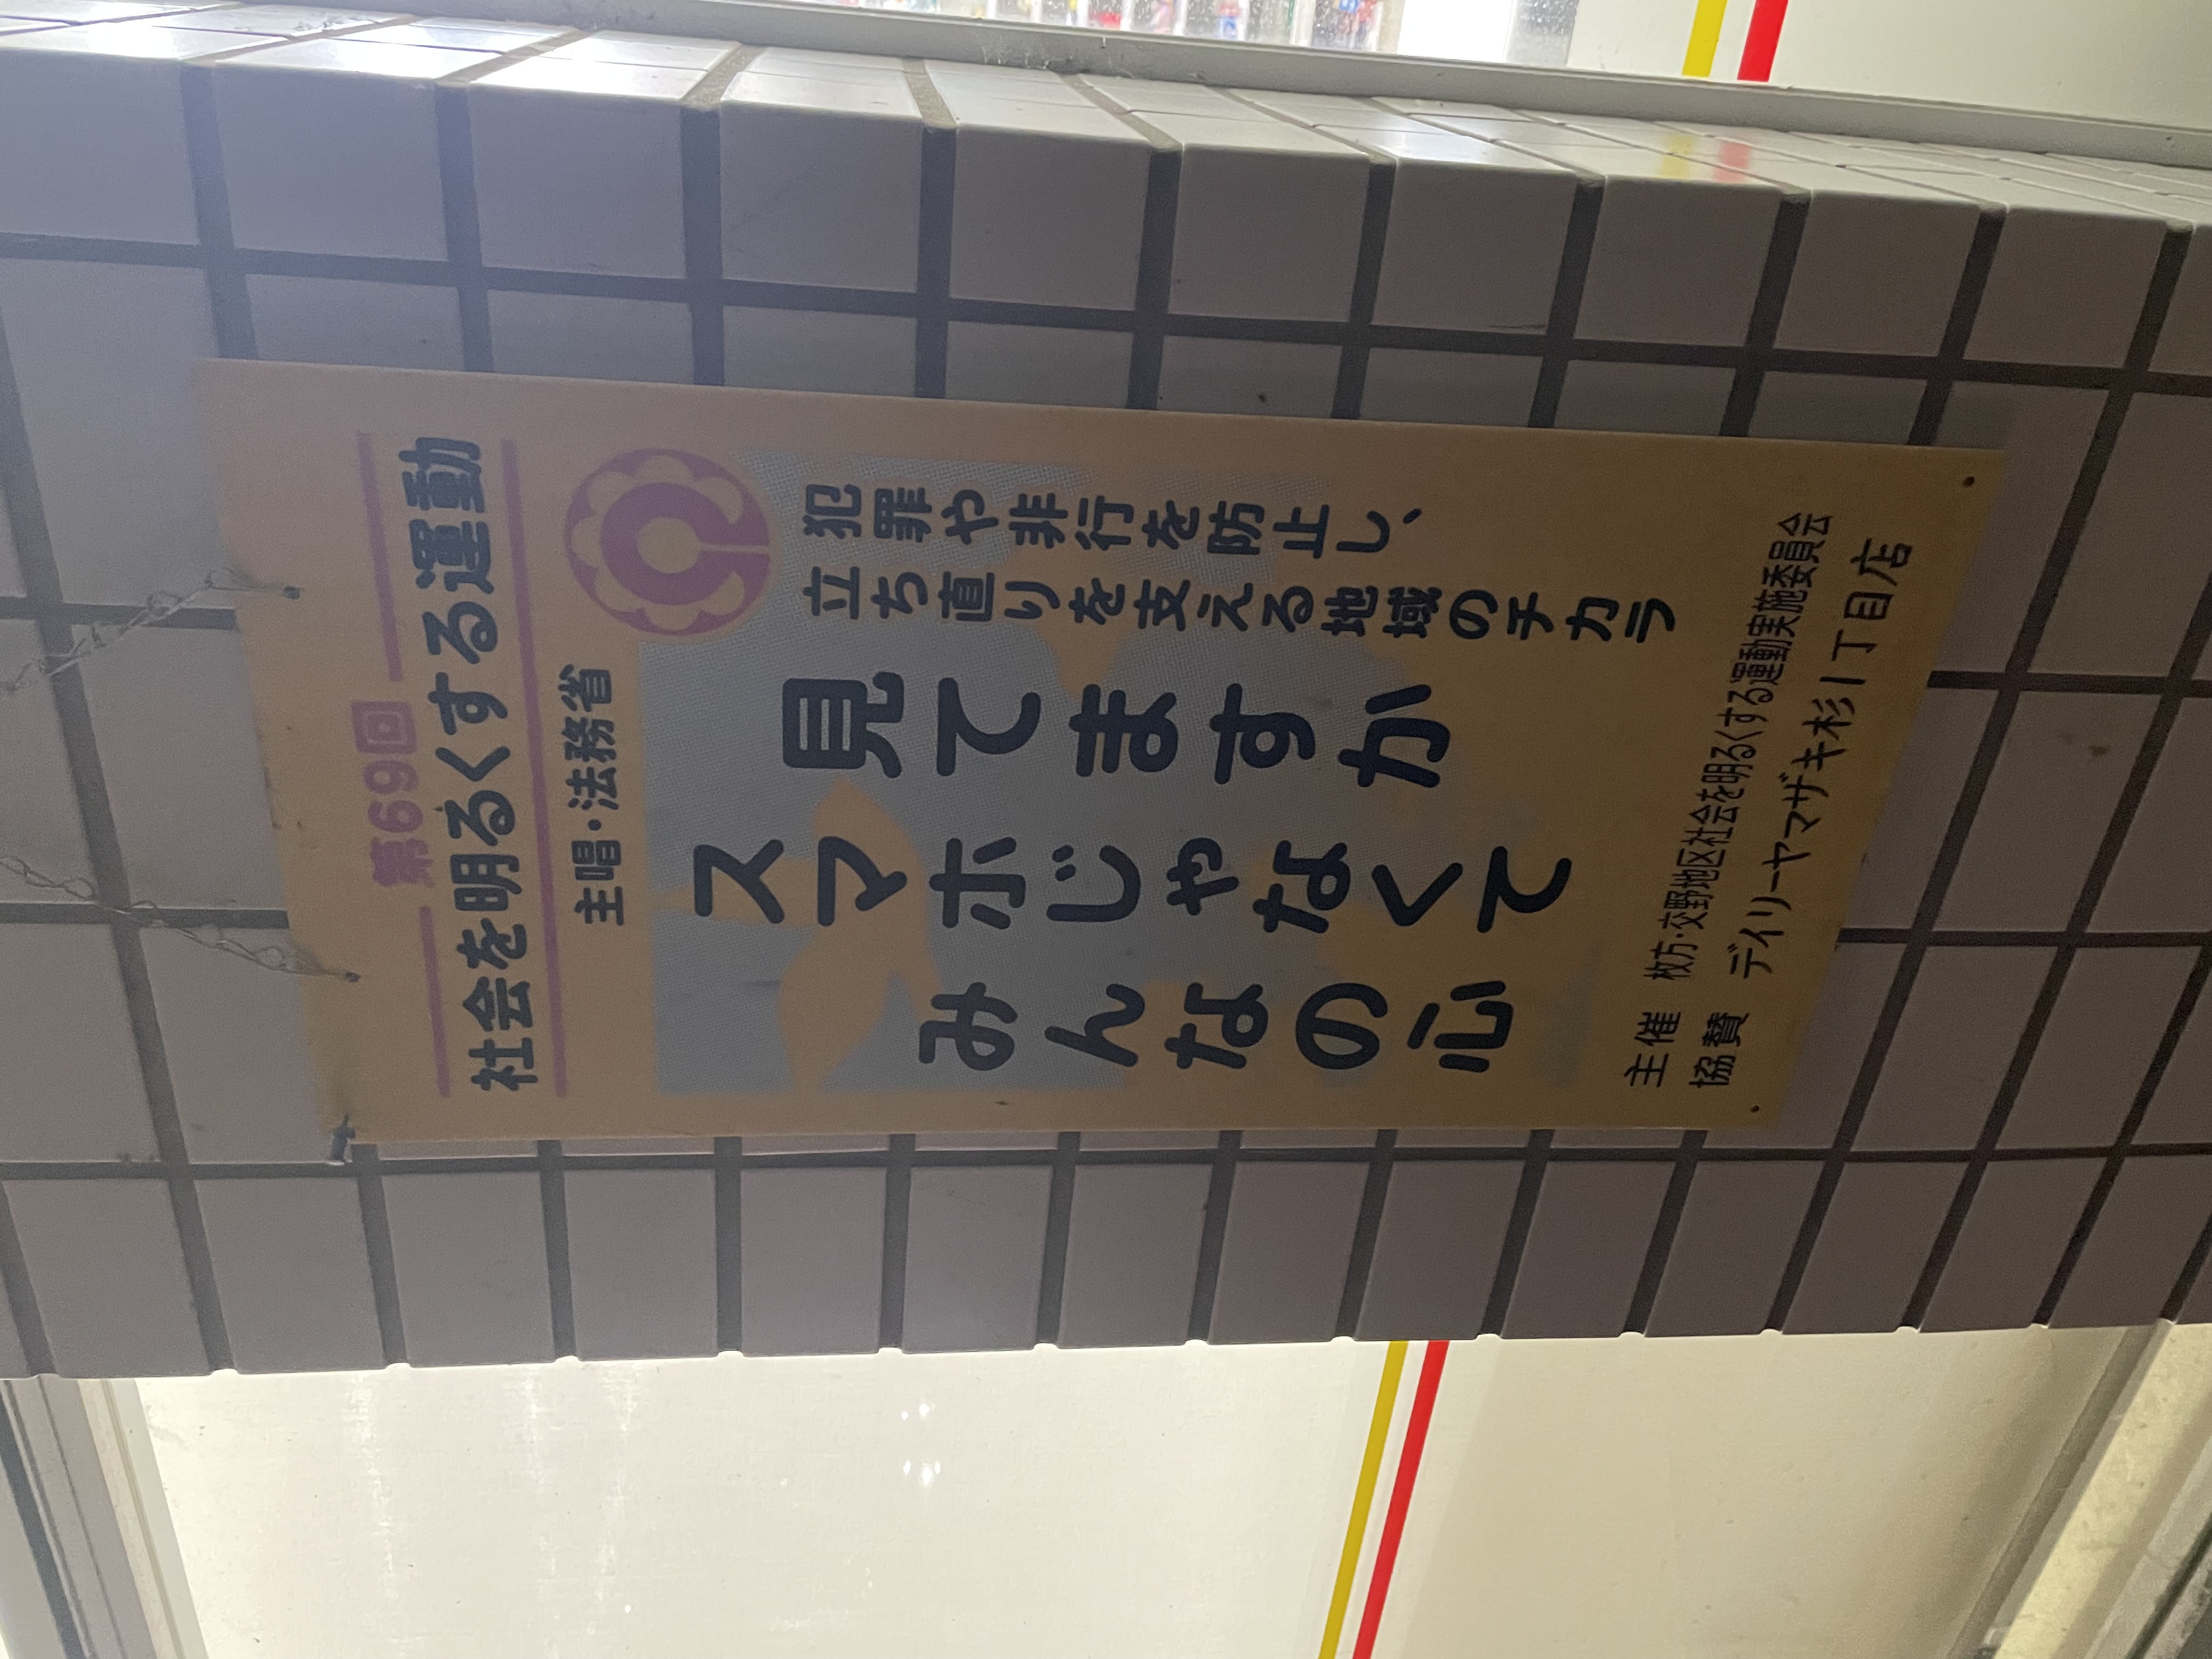 第69回
社会を明るくする運動
主唱・法務省
犯罪や非行を防止し、
立ち直りを支える地域のチカラ
見てますか
スマホじゃなくて
みんなの心
主催 枚方・交野地区社会を明るくする運動実施委員会
協賛 デイリーヤマザキ杉1丁目店